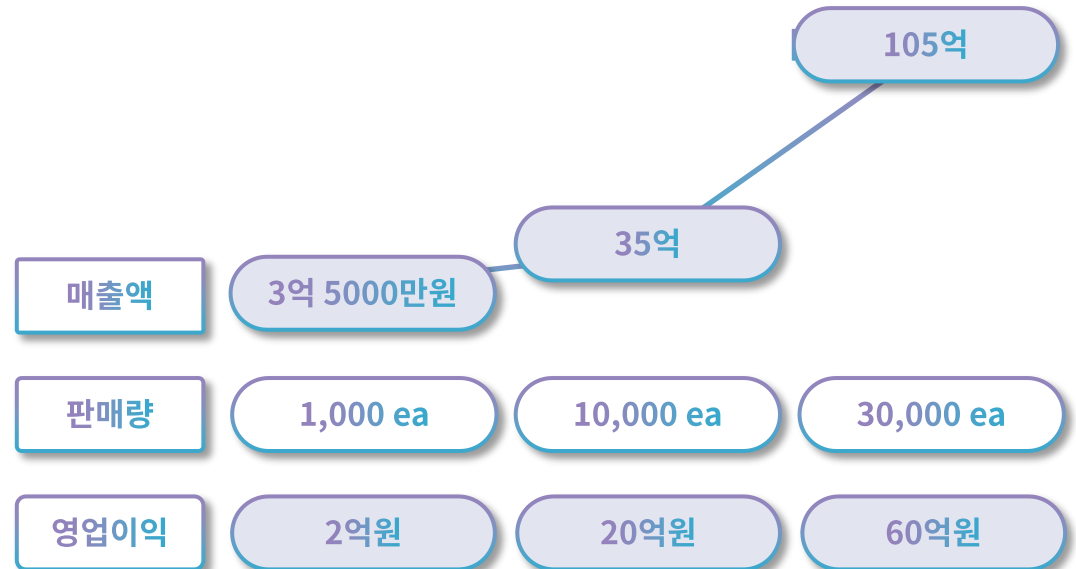 105억
35억
매출액 3억 5000만원
판매량 1,000 ea 10,000 ea 30,000 ea
영업이익 2억원 20억원 60억원